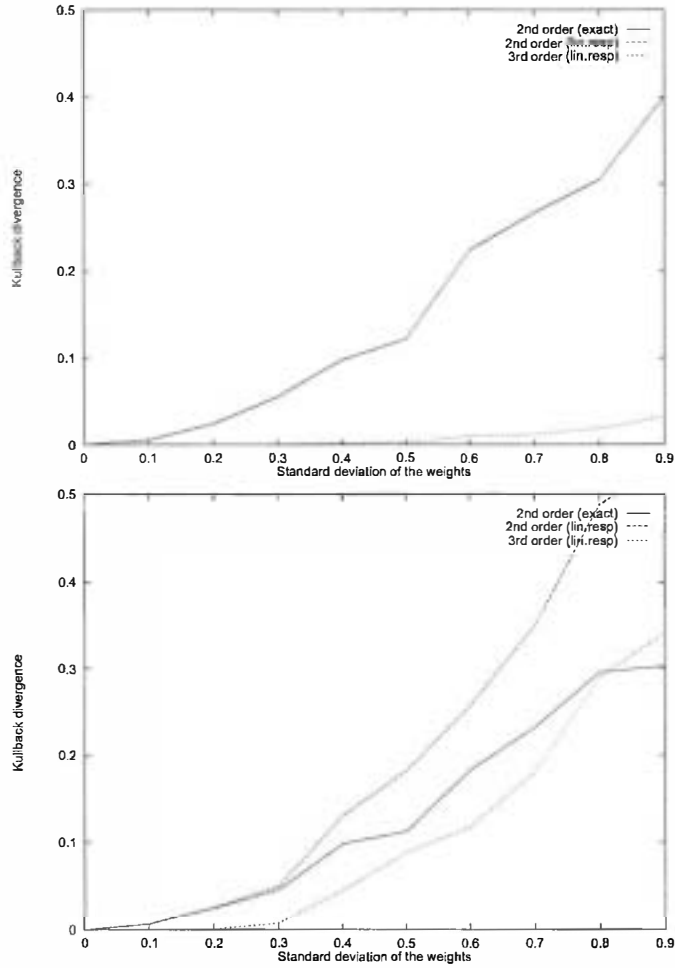 0.5
2nd order (exact)
2nd order (lin.resp)
3rd order (lin.resp)
0.4
0.3
Kullback divergence
0.2
0.1
0
0 0.1 0.2 0.3 0.4 0.5 0.6 0.7 0.8 0.9
Standard deviation of the weights
0.5
2nd order (exact)
2nd order (lin.resp)
3rd order (lin.resp)
0.4
0.3
Kullback divergence
0.2
0.1
0
0 0.1 0.2 0.3 0.4 0.5 0.6 0.7 0.8 0.9
Standard deviation of the weights